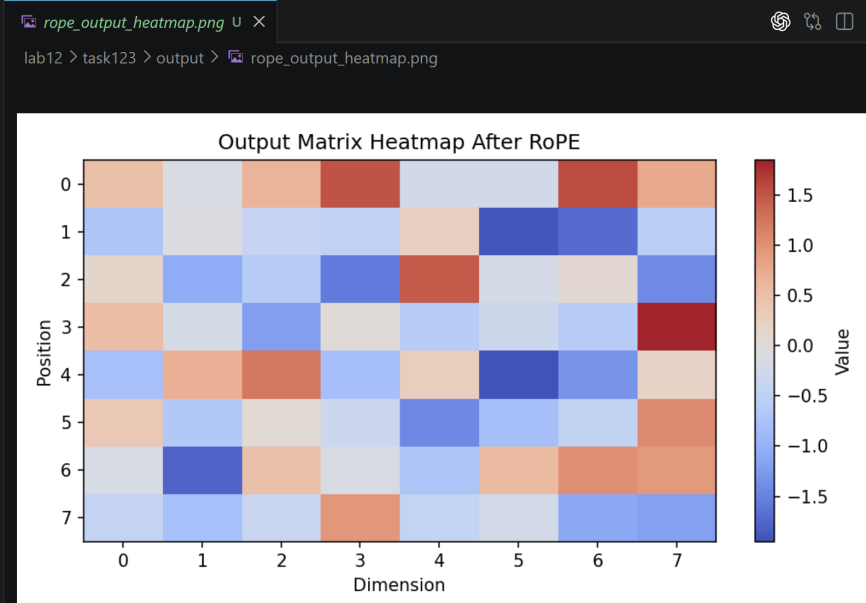 rope_output_heatmap.png U
lab12 > task123 > output > rope_output_heatmap.png
Output Matrix Heatmap After RoPE
Position
0
1
2
3
4
5
6
7
0 1 2 3 4 5 6 7
Dimension
1.5
1.0
0.5
0.0
−0.5
−1.0
−1.5
Value